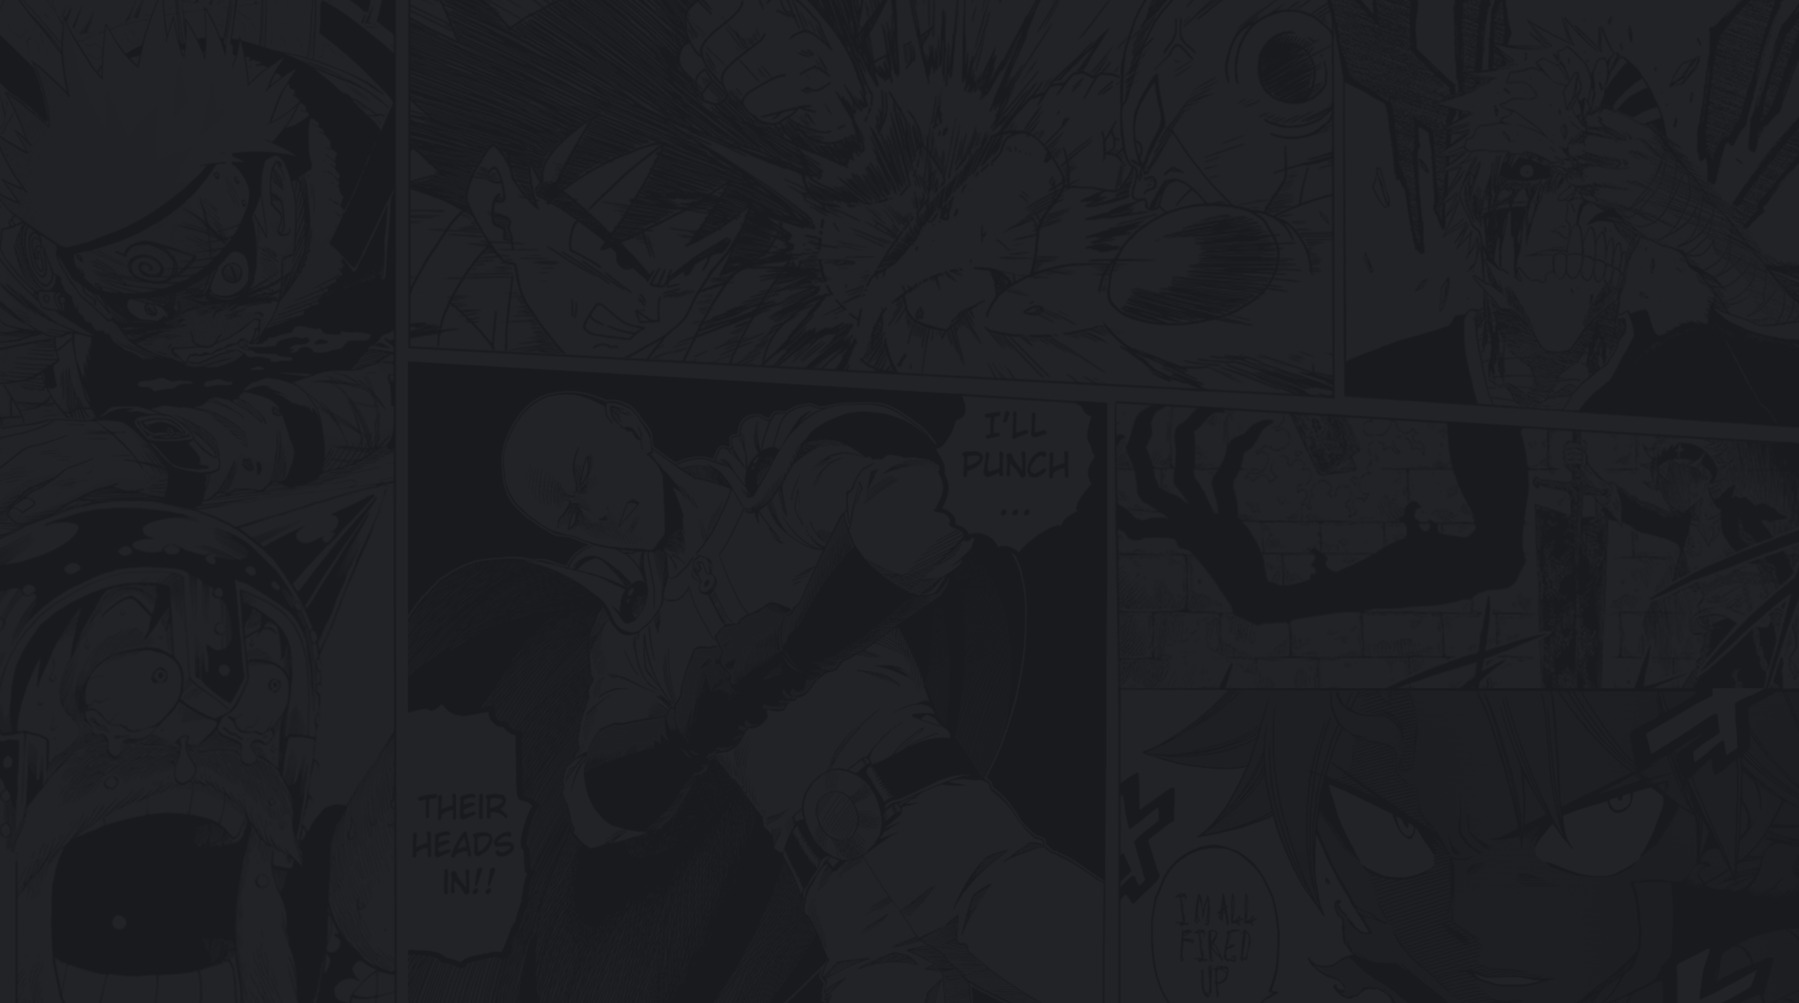 I'LL
PUNCH
...
THEIR
HEADS
IN!!
I'M ALL
FIRED
UP